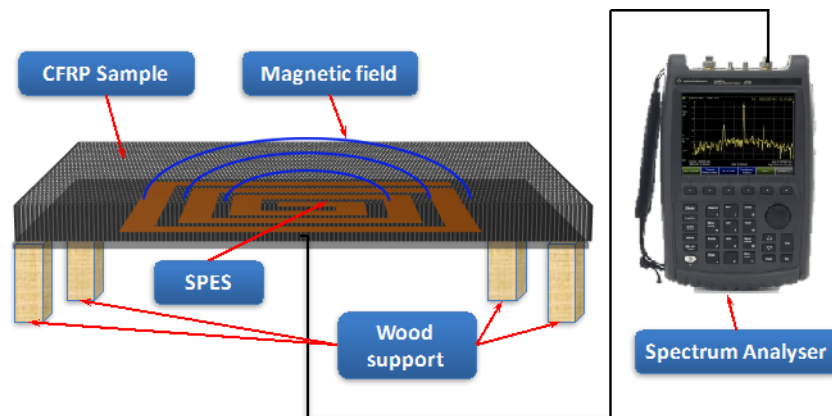 CFRP Sample
Magnetic field
SPES
Wood
support
Spectrum Analyser